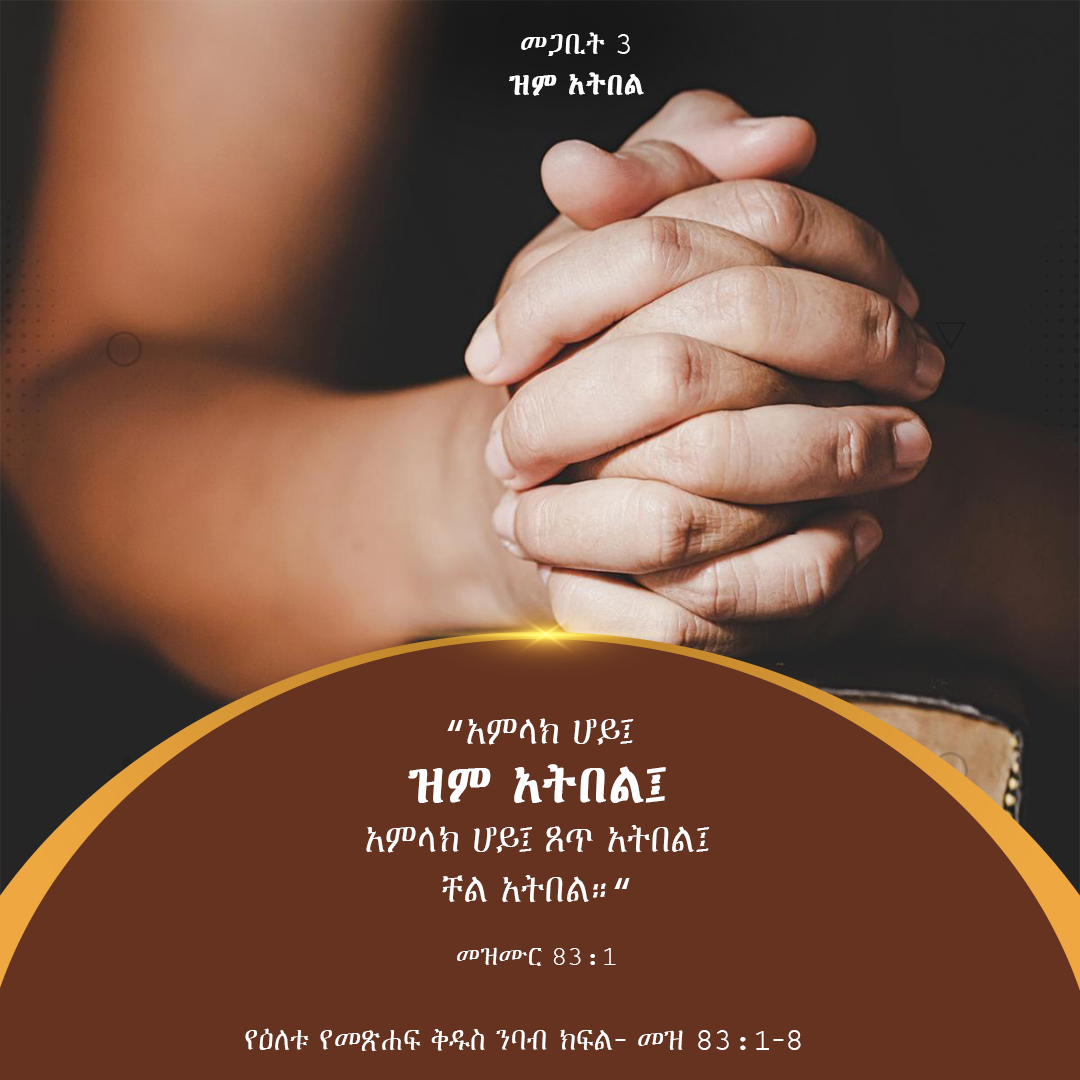 መጋቢት 3
ዝም አትበል
“አምላክ ሆይ፤
ዝም አትበል፤
አምላክ ሆይ፤ ጸጥ አትበል፤
ቸል አትበል።“
መዝሙር 83:1
የዕለቱ የመጽሐፍ ቅዱስ ንባብ ክፍል- መዝ 83:1-8